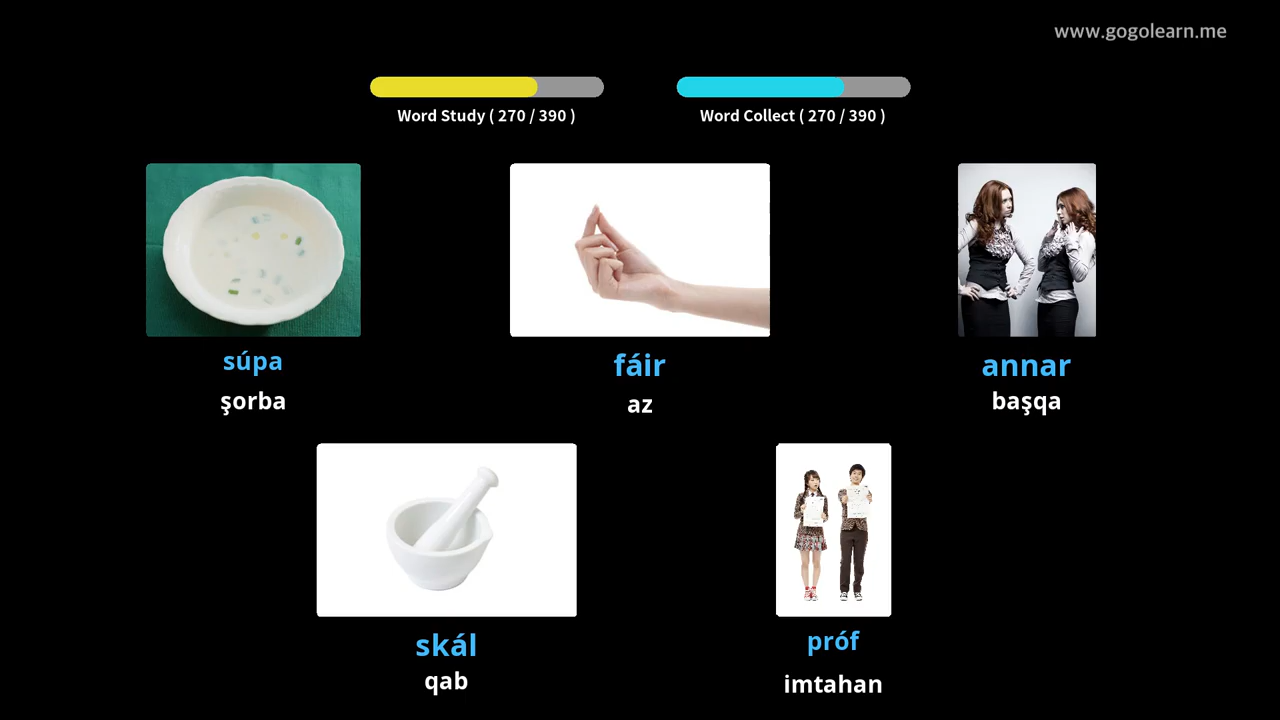 www.gogolearn.me
Word Study ( 270 / 390 )
Word Collect ( 270 / 390 )
súpa
şorba
fáir
az
annar
başqa
skál
qab
próf
imtahan